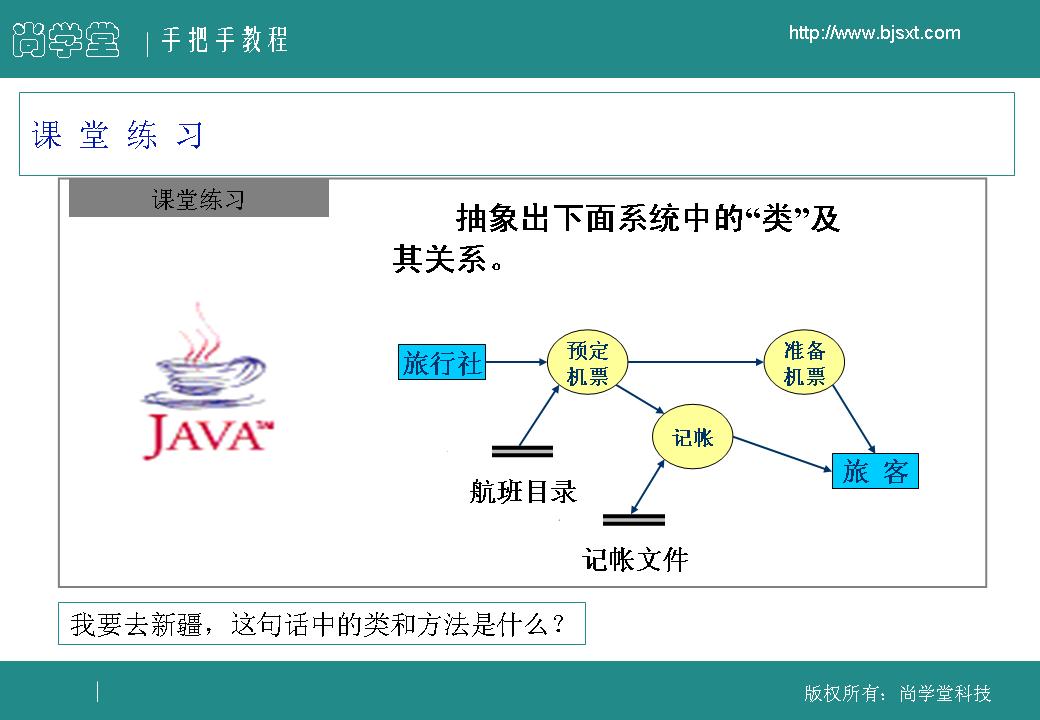 尚学堂
手把手教程
http://www.bjsxt.com
课堂练习
课堂练习
抽象出下面系统中的“类”及
其关系。
JAVA™
旅行社
预定
机票
准备
机票
记帐
旅 客
航班目录
记帐文件
我要去新疆，这句话中的类和方法是什么？
版权所有：尚学堂科技